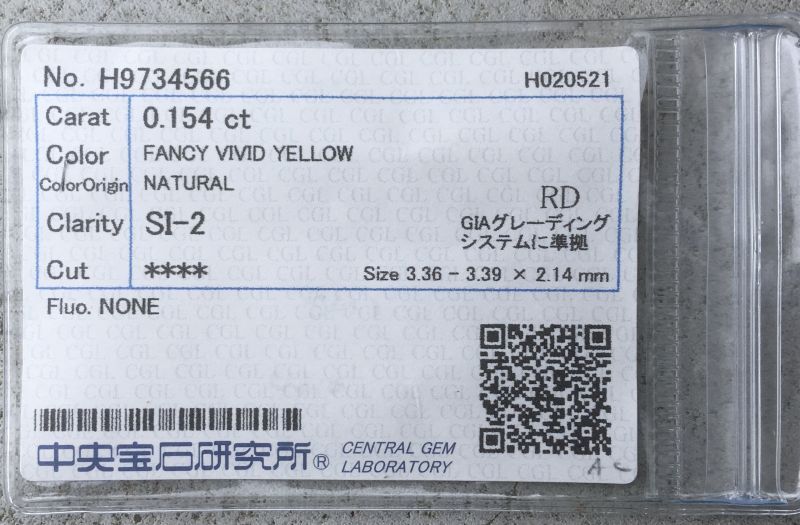 No. H9734566 H020521
Carat 0.154 ct
Color FANCY VIVID YELLOW
ColorOrigin NATURAL
RD
Clarity SI-2
GIAグレーディング
システムに準拠
Cut ****
Size 3.36 - 3.39 × 2.14 mm
Fluo. NONE
中央宝石研究所® CENTRAL GEM
LABORATORY